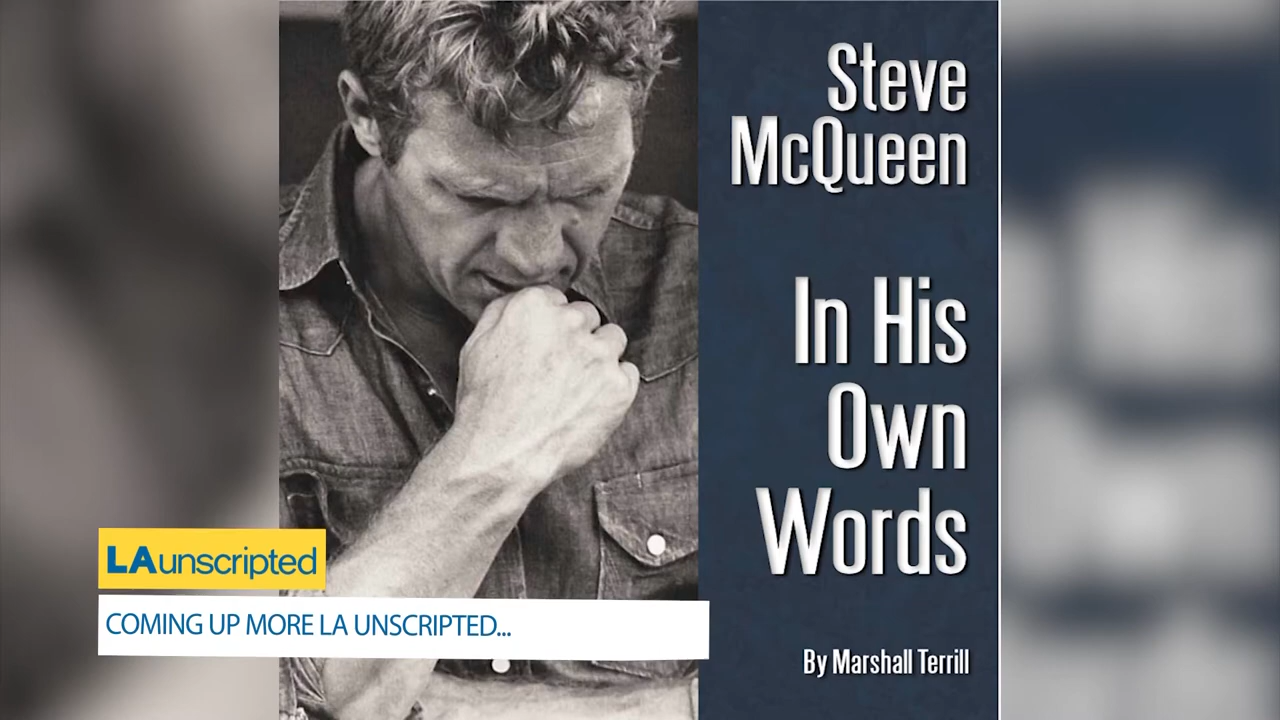 Steve
McQueen
In His
Own
Words
By Marshall Terrill
LAunscripted
COMING UP MORE LA UNSCRIPTED...